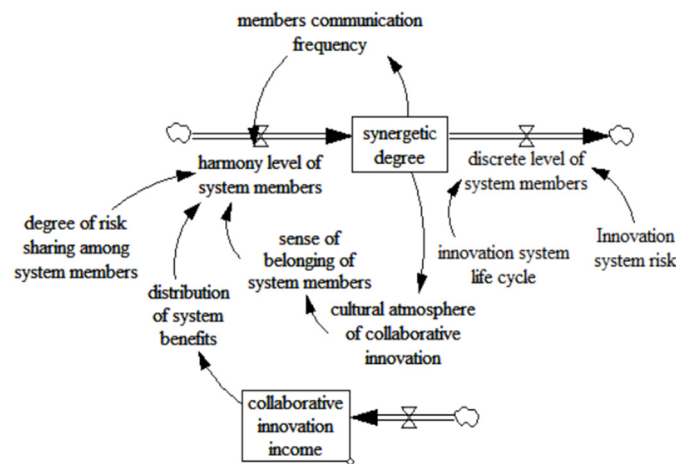 members communication
frequency
synergetic
degree
harmony level of
system members
discrete level of
system members
degree of risk
sharing among
system members
sense of
belonging of
system members
innovation system
life cycle
Innovation
system risk
distribution
of system
benefits
cultural atmosphere
of collaborative
innovation
collaborative
innovation
income